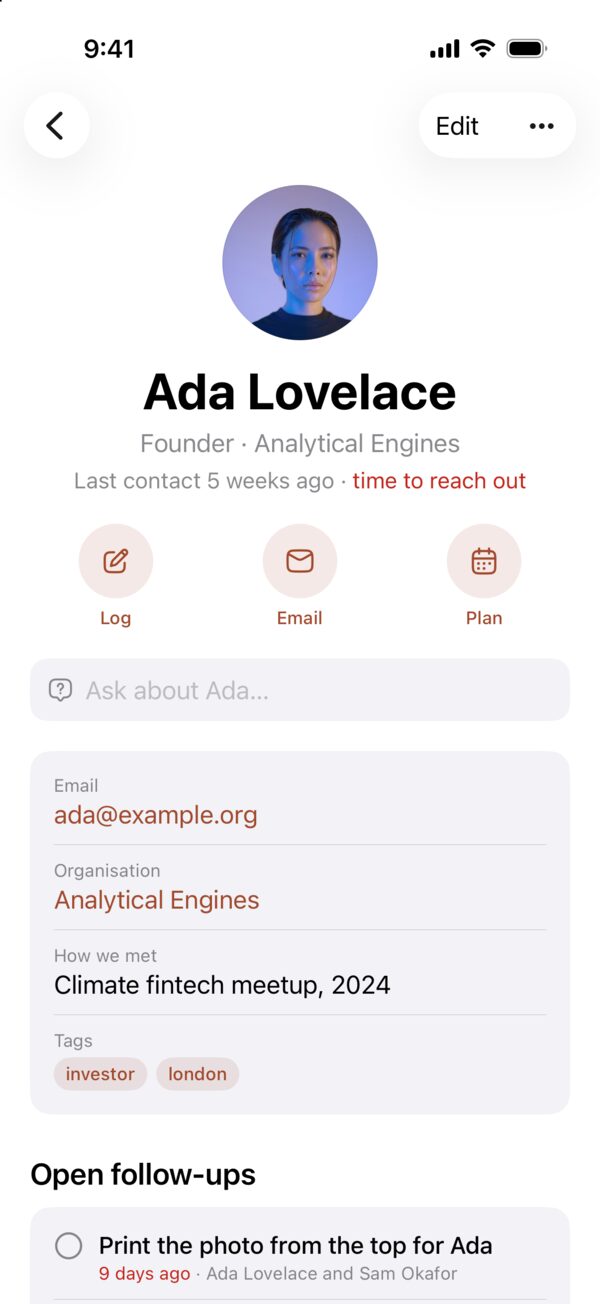 9:41
Edit
Ada Lovelace
Founder · Analytical Engines
Last contact 5 weeks ago · time to reach out
Log Email Plan
Ask about Ada...
Email
ada@example.org
Organisation
Analytical Engines
How we met
Climate fintech meetup, 2024
Tags
investor london
Open follow-ups
Print the photo from the top for Ada
9 days ago · Ada Lovelace and Sam Okafor